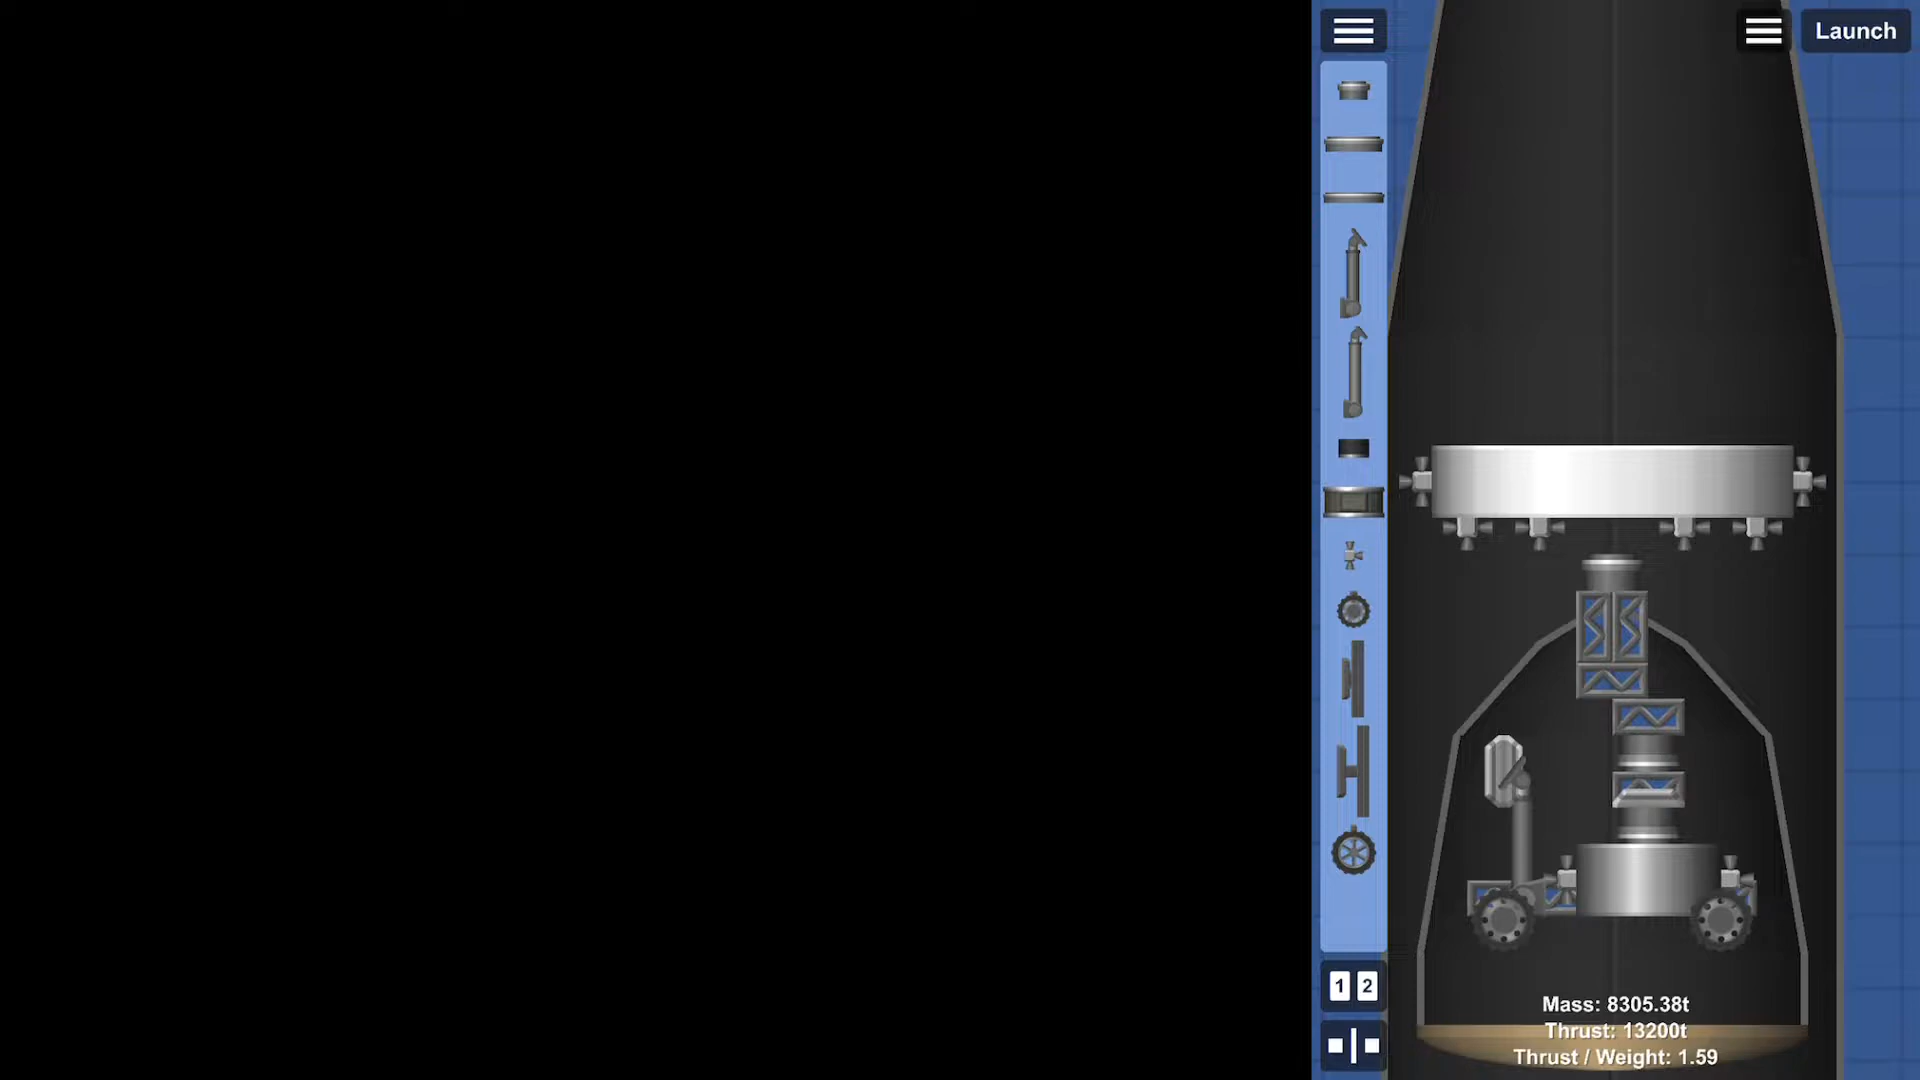 Launch
1 2
Mass: 8305.38t
Thrust: 13200t
Thrust / Weight: 1.59